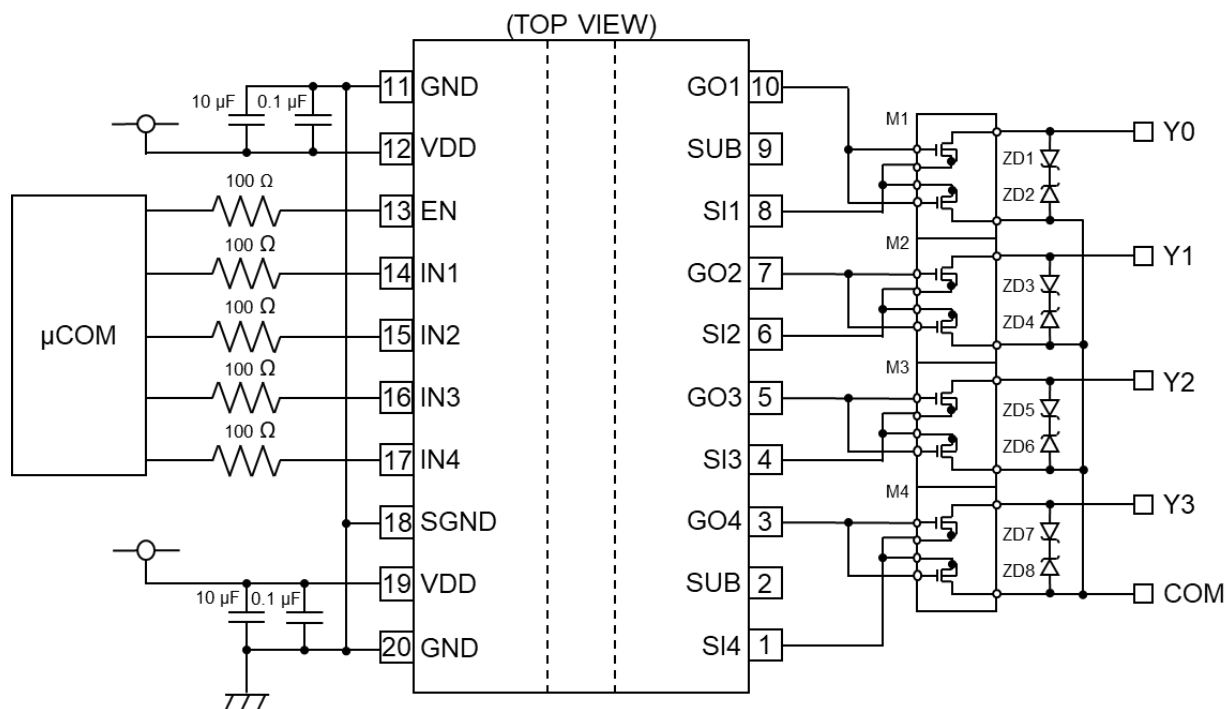 (TOP VIEW)
10 µF 0.1 µF
11 GND
12 VDD
100 Ω
13 EN
100 Ω
14 IN1
100 Ω
15 IN2
100 Ω
16 IN3
100 Ω
17 IN4
18 SGND
19 VDD
10 µF 0.1 µF
20 GND
µCOM
GO1 10
SUB 9
SI1 8
GO2 7
SI2 6
GO3 5
SI3 4
GO4 3
SUB 2
SI4 1
M1
M2
M3
M4
ZD1
ZD2
ZD3
ZD4
ZD5
ZD6
ZD7
ZD8
Y0
Y1
Y2
Y3
COM